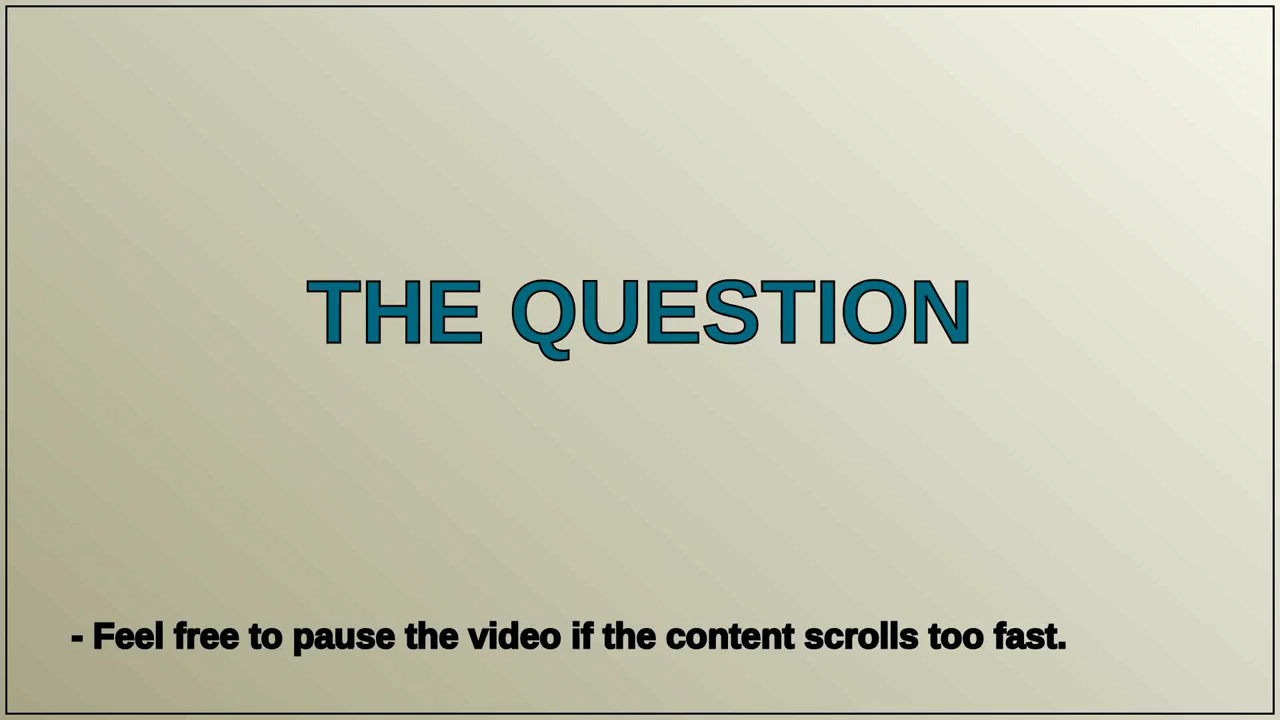 THE QUESTION
- Feel free to pause the video if the content scrolls too fast.